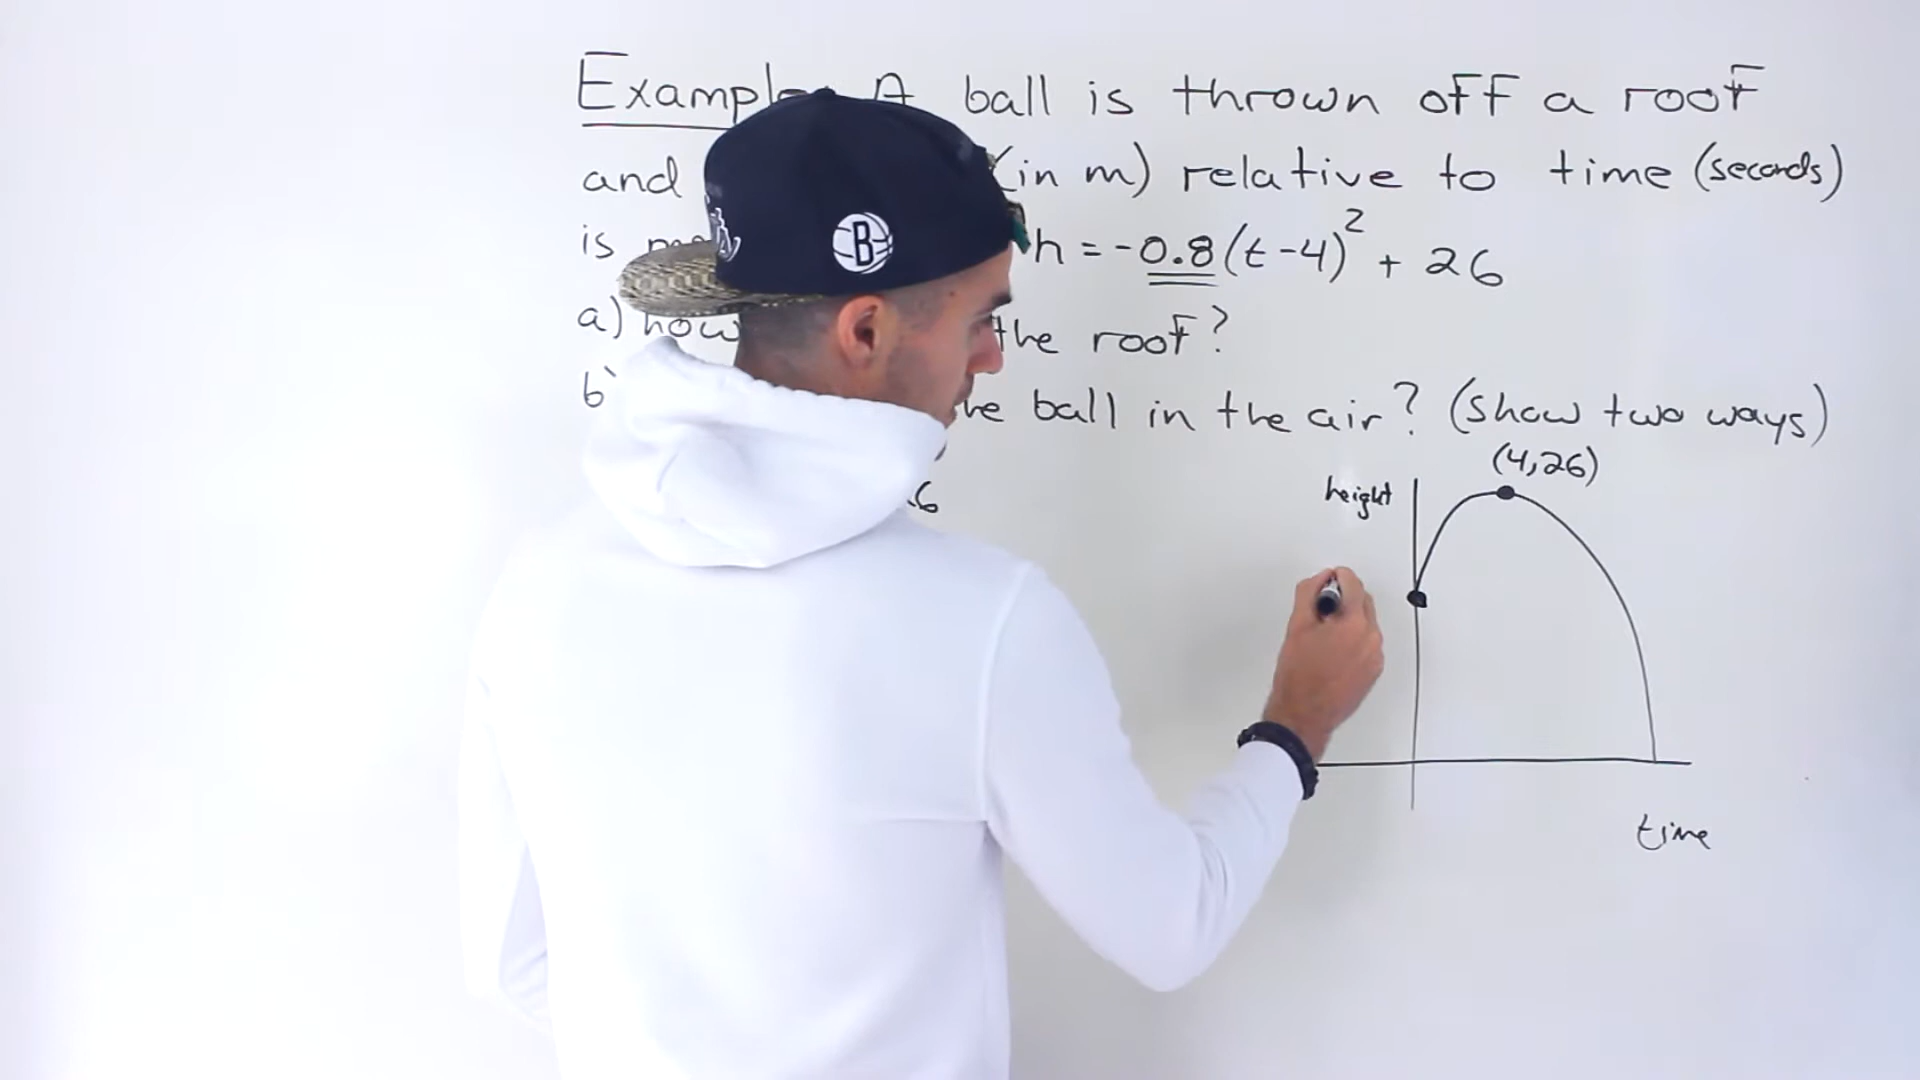 Example A ball is thrown off a roof
and (in m) relative to time (seconds)
is h = -0.8(t-4)² + 26
a) how the roof?
b ball in the air? (show two ways)
(4,26)
height
time
B